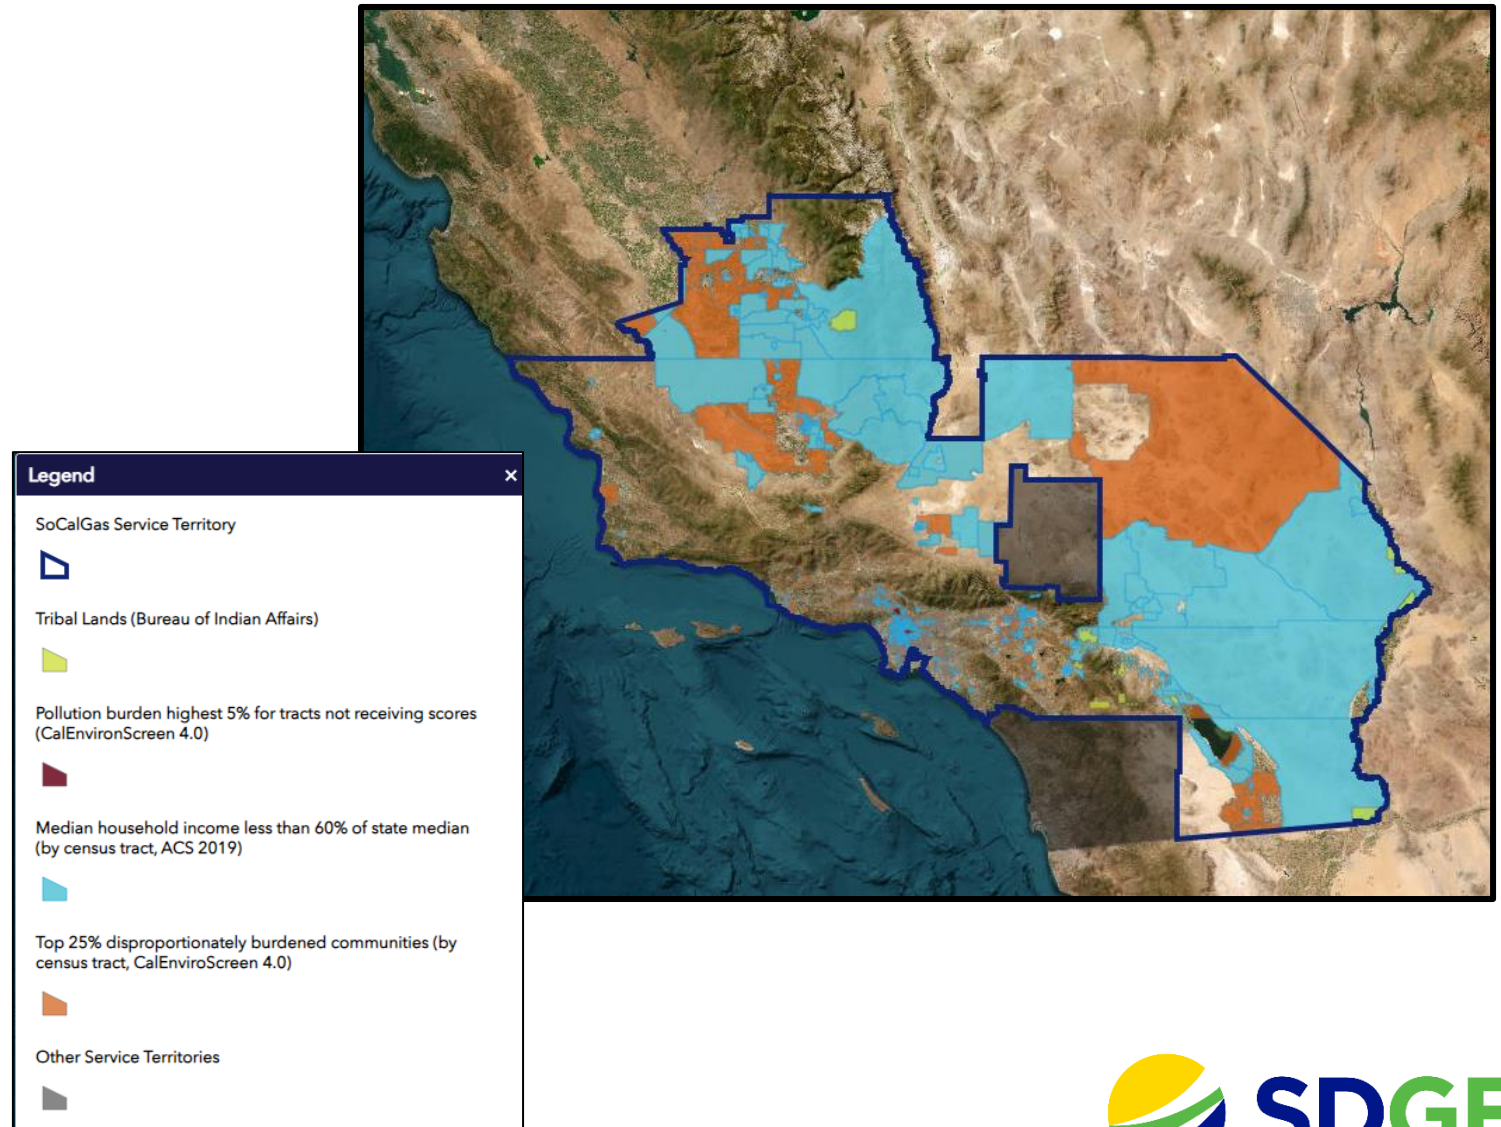 Legend ×
SoCalGas Service Territory
Tribal Lands (Bureau of Indian Affairs)
Pollution burden highest 5% for tracts not receiving scores
(CalEnvironScreen 4.0)
Median household income less than 60% of state median
(by census tract, ACS 2019)
Top 25% disproportionately burdened communities (by
census tract, CalEnviroScreen 4.0)
Other Service Territories
SDGE